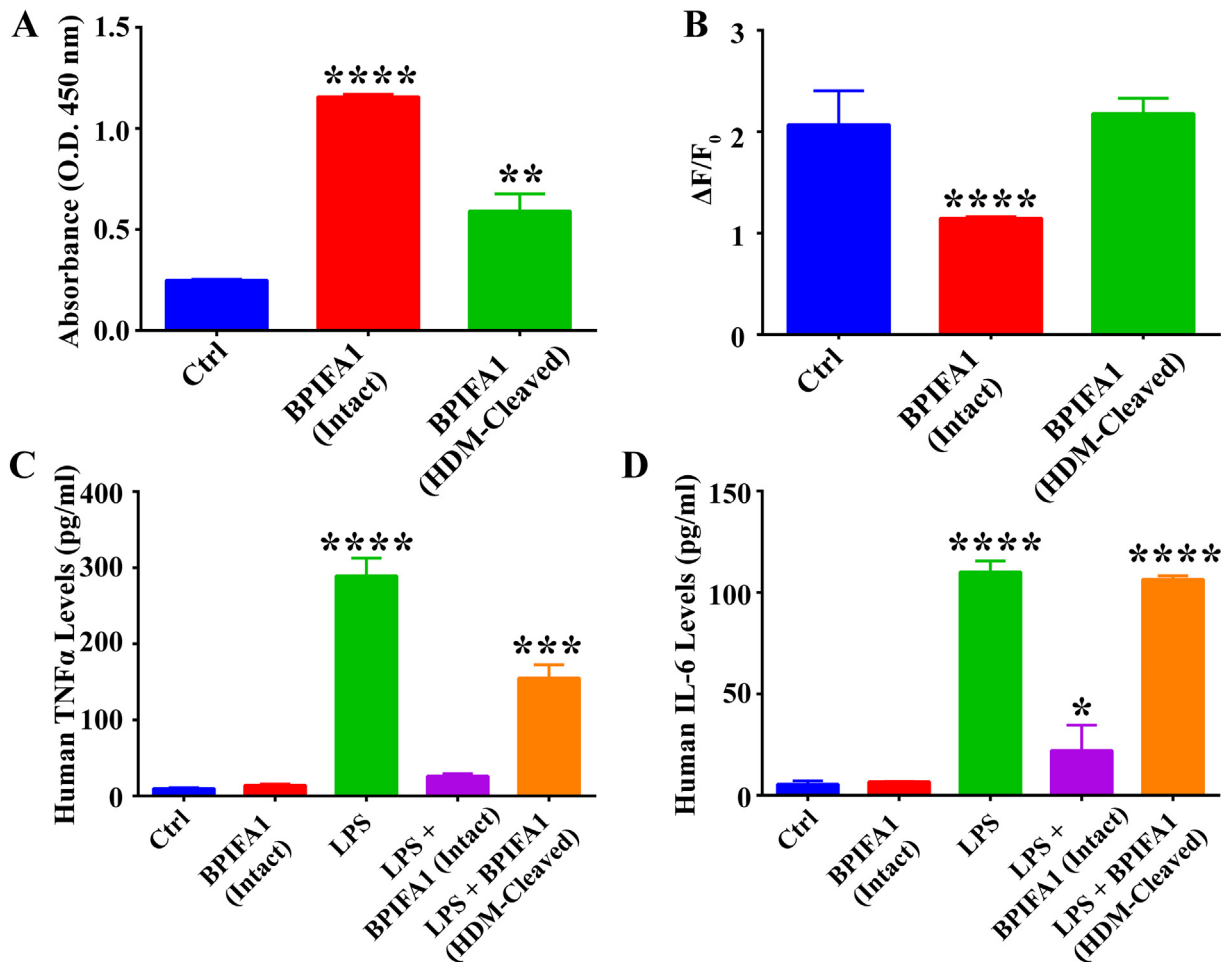 A
Absorbance (O.D. 450 nm)
1.5
1.0
0.5
0.0
****
**
Ctrl
BPIFA1
(Intact)
BPIFA1
(HDM-Cleaved)
B
ΔF/F0
3
2
1
0
****
Ctrl
BPIFA1
(Intact)
BPIFA1
(HDM-Cleaved)
C
Human TNFα Levels (pg/ml)
400
300
200
100
0
****
***
Ctrl
BPIFA1
(Intact)
LPS
LPS +
BPIFA1 (Intact)
LPS + BPIFA1
(HDM-Cleaved)
D
Human IL-6 Levels (pg/ml)
150
100
50
0
****
*
****
Ctrl
BPIFA1
(Intact)
LPS
LPS +
BPIFA1 (Intact)
LPS + BPIFA1
(HDM-Cleaved)